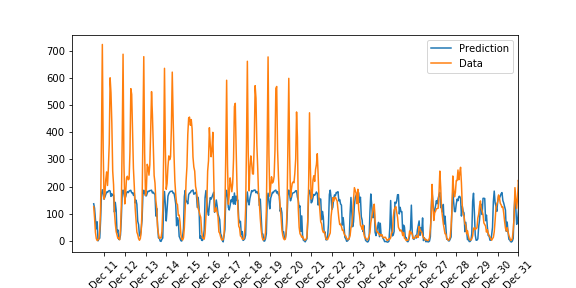 Prediction
Data
700
600
500
400
300
200
100
0
Dec 11
Dec 12
Dec 13
Dec 14
Dec 15
Dec 16
Dec 17
Dec 18
Dec 19
Dec 20
Dec 21
Dec 22
Dec 23
Dec 24
Dec 25
Dec 26
Dec 27
Dec 28
Dec 29
Dec 30
Dec 31